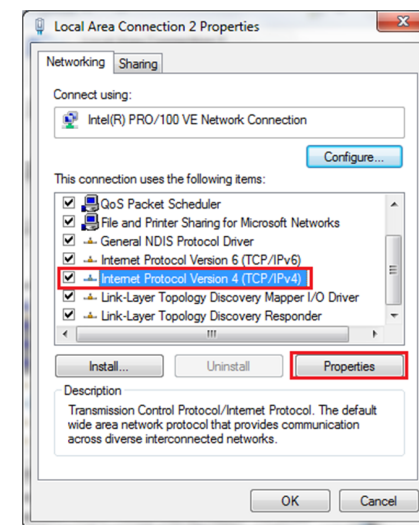 Local Area Connection 2 Properties
Networking
Sharing
Connect using:
Intel(R) PRO/100 VE Network Connection
Configure...
This connection uses the following items:
QoS Packet Scheduler
File and Printer Sharing for Microsoft Networks
General NDIS Protocol Driver
Internet Protocol Version 6 (TCP/IPv6)
Internet Protocol Version 4 (TCP/IPv4)
Link-Layer Topology Discovery Mapper I/O Driver
Link-Layer Topology Discovery Responder
Install...
Uninstall
Properties
Description
Transmission Control Protocol/Internet Protocol. The default
wide area network protocol that provides communication
across diverse interconnected networks.
OK
Cancel